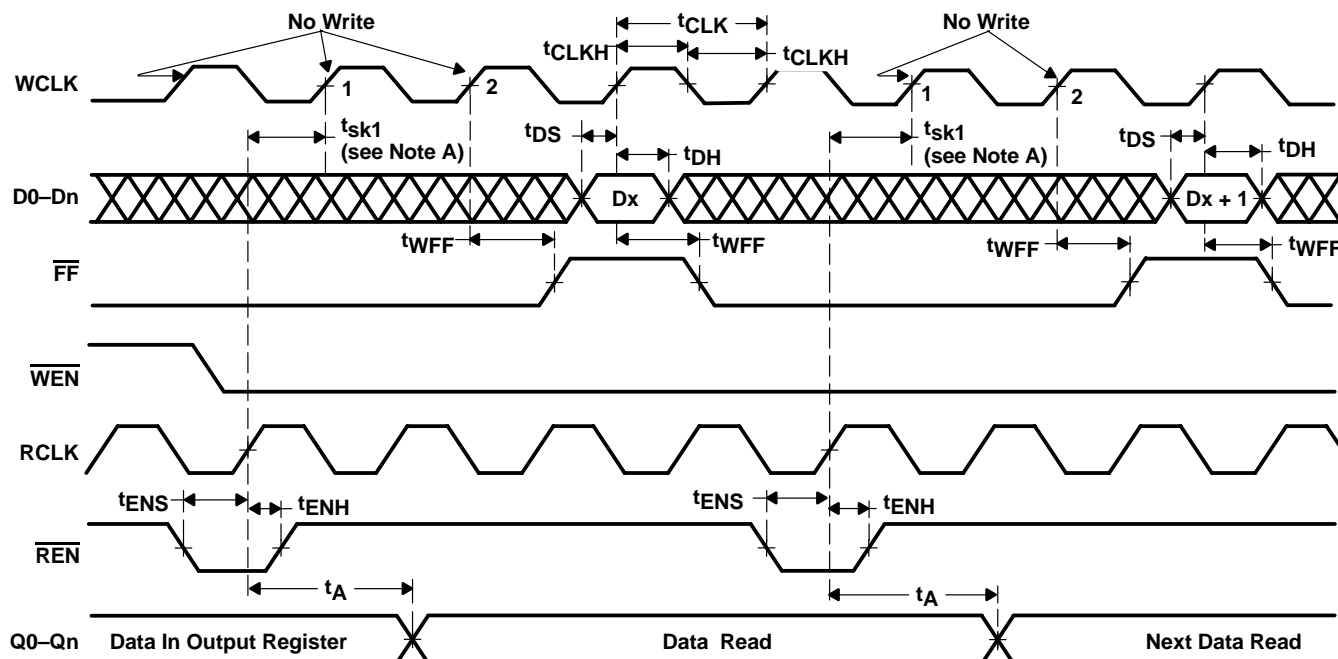 No Write
tCLK
No Write
tCLKH
tCLKH
WCLK
1
2
1
2
tsk1
(see Note A)
tDS
tDH
tsk1
(see Note A)
tDS
tDH
D0–Dn
Dx
Dx + 1
tWFF
tWFF
tWFF
tWFF
FF
WEN
RCLK
tENS
tENH
tENS
tENH
REN
tA
tA
Q0–Qn
Data In Output Register
Data Read
Next Data Read